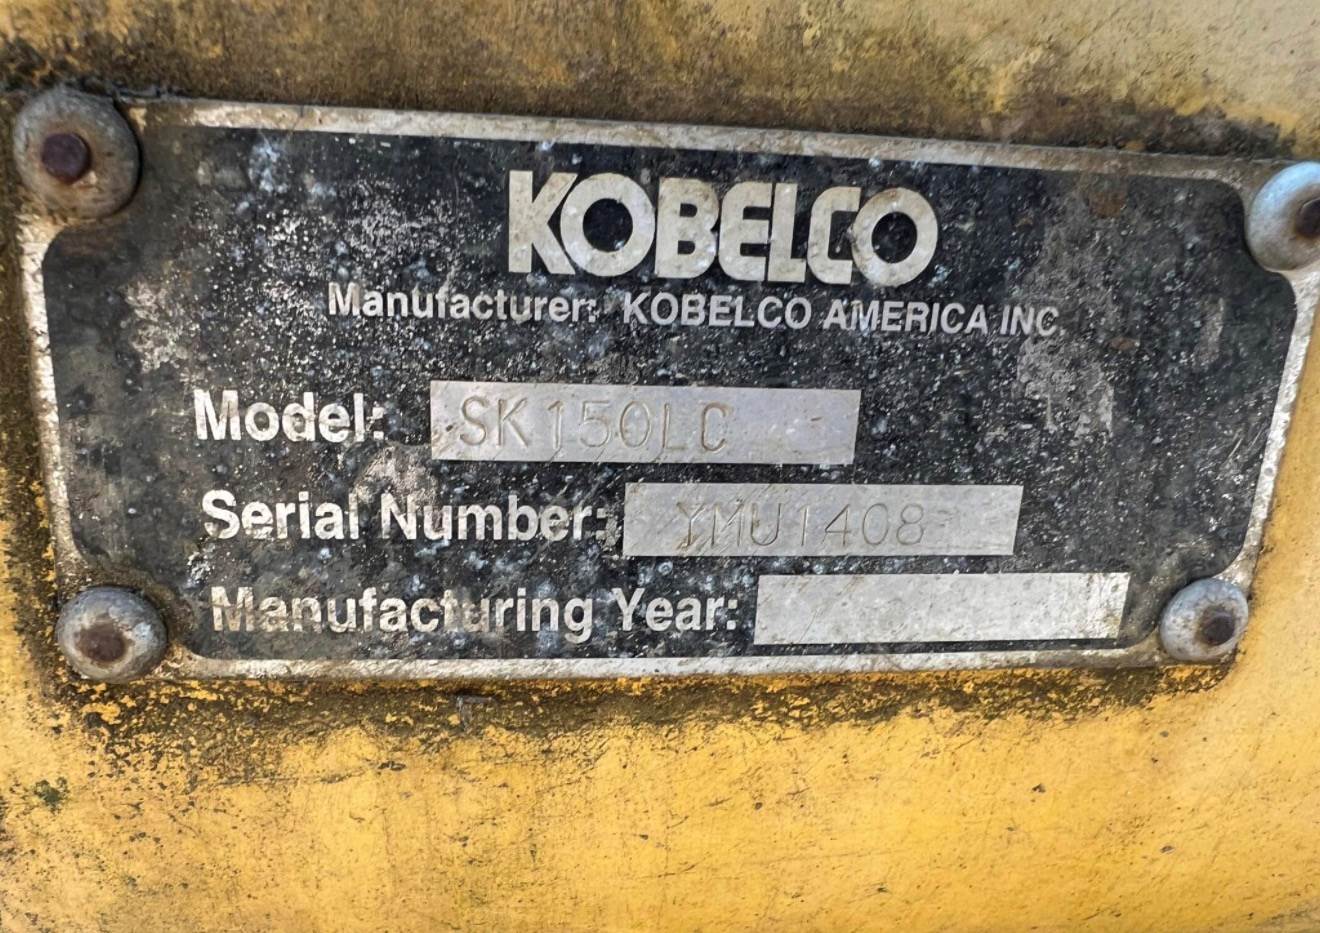 KOBELCO
Manufacturer: KOBELCO AMERICA INC
Model: SK150LC
Serial Number: YMU1408
Manufacturing Year: